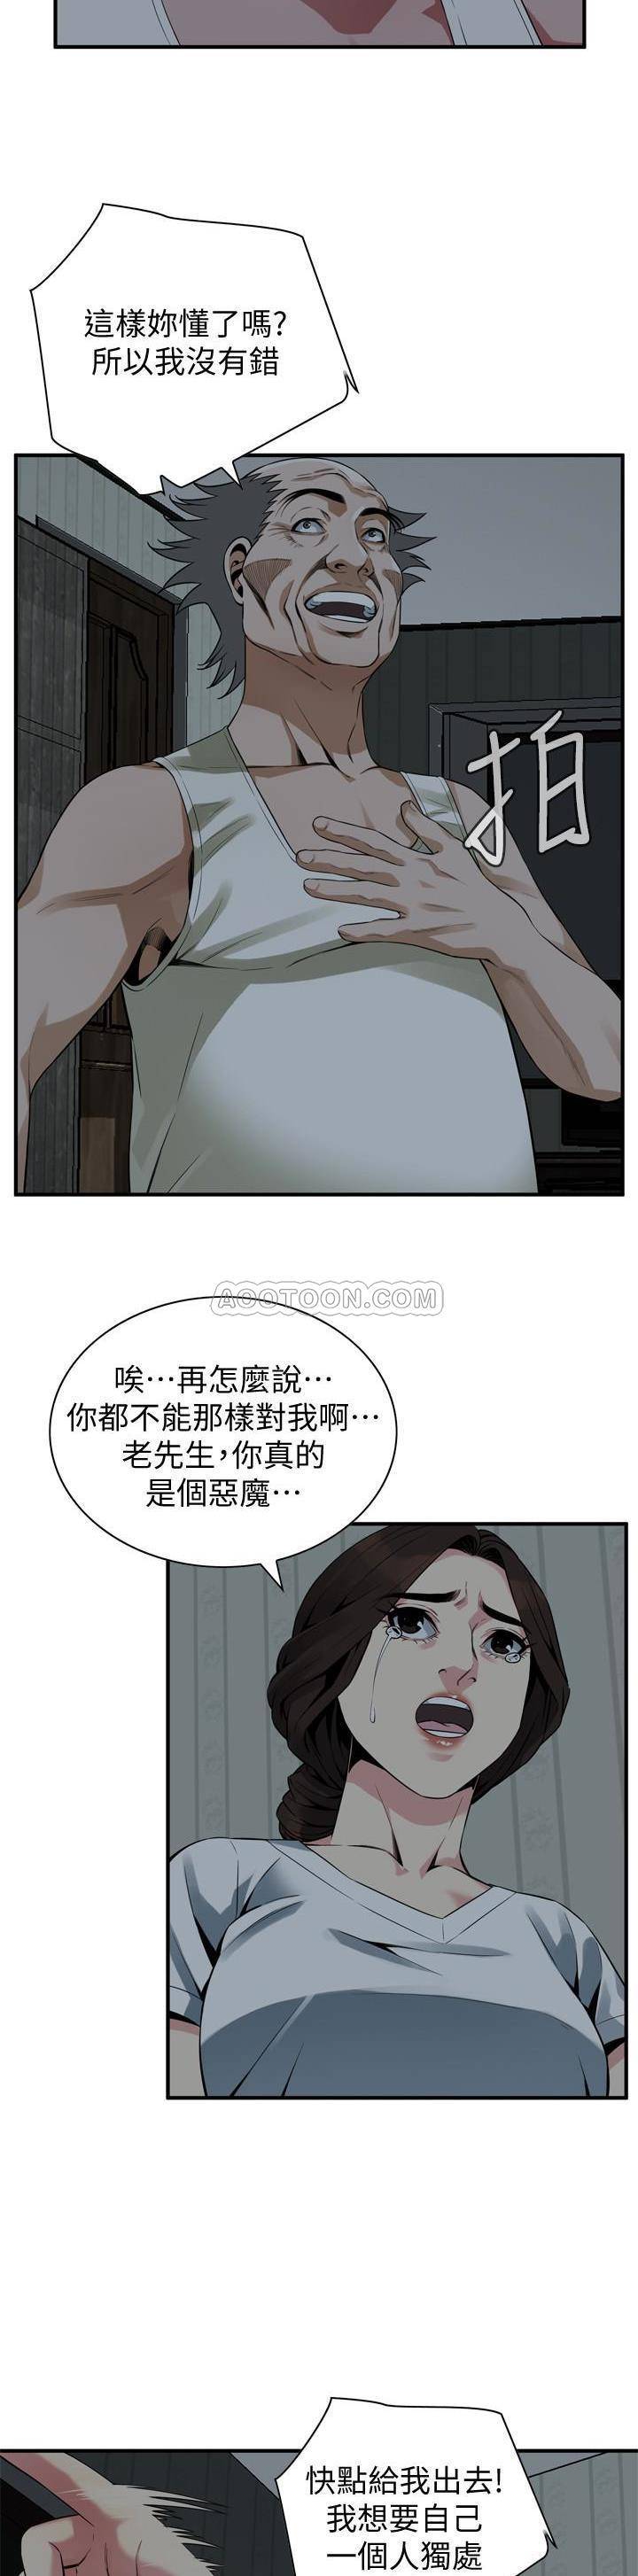 這樣妳懂了嗎?
所以我沒有錯
拍
AOOTOON.COM
唉…再怎麼說…
你都不能那樣對我啊…
老先生,你真的
是個惡魔…
快點給我出去!
我想要自己
一個人獨處